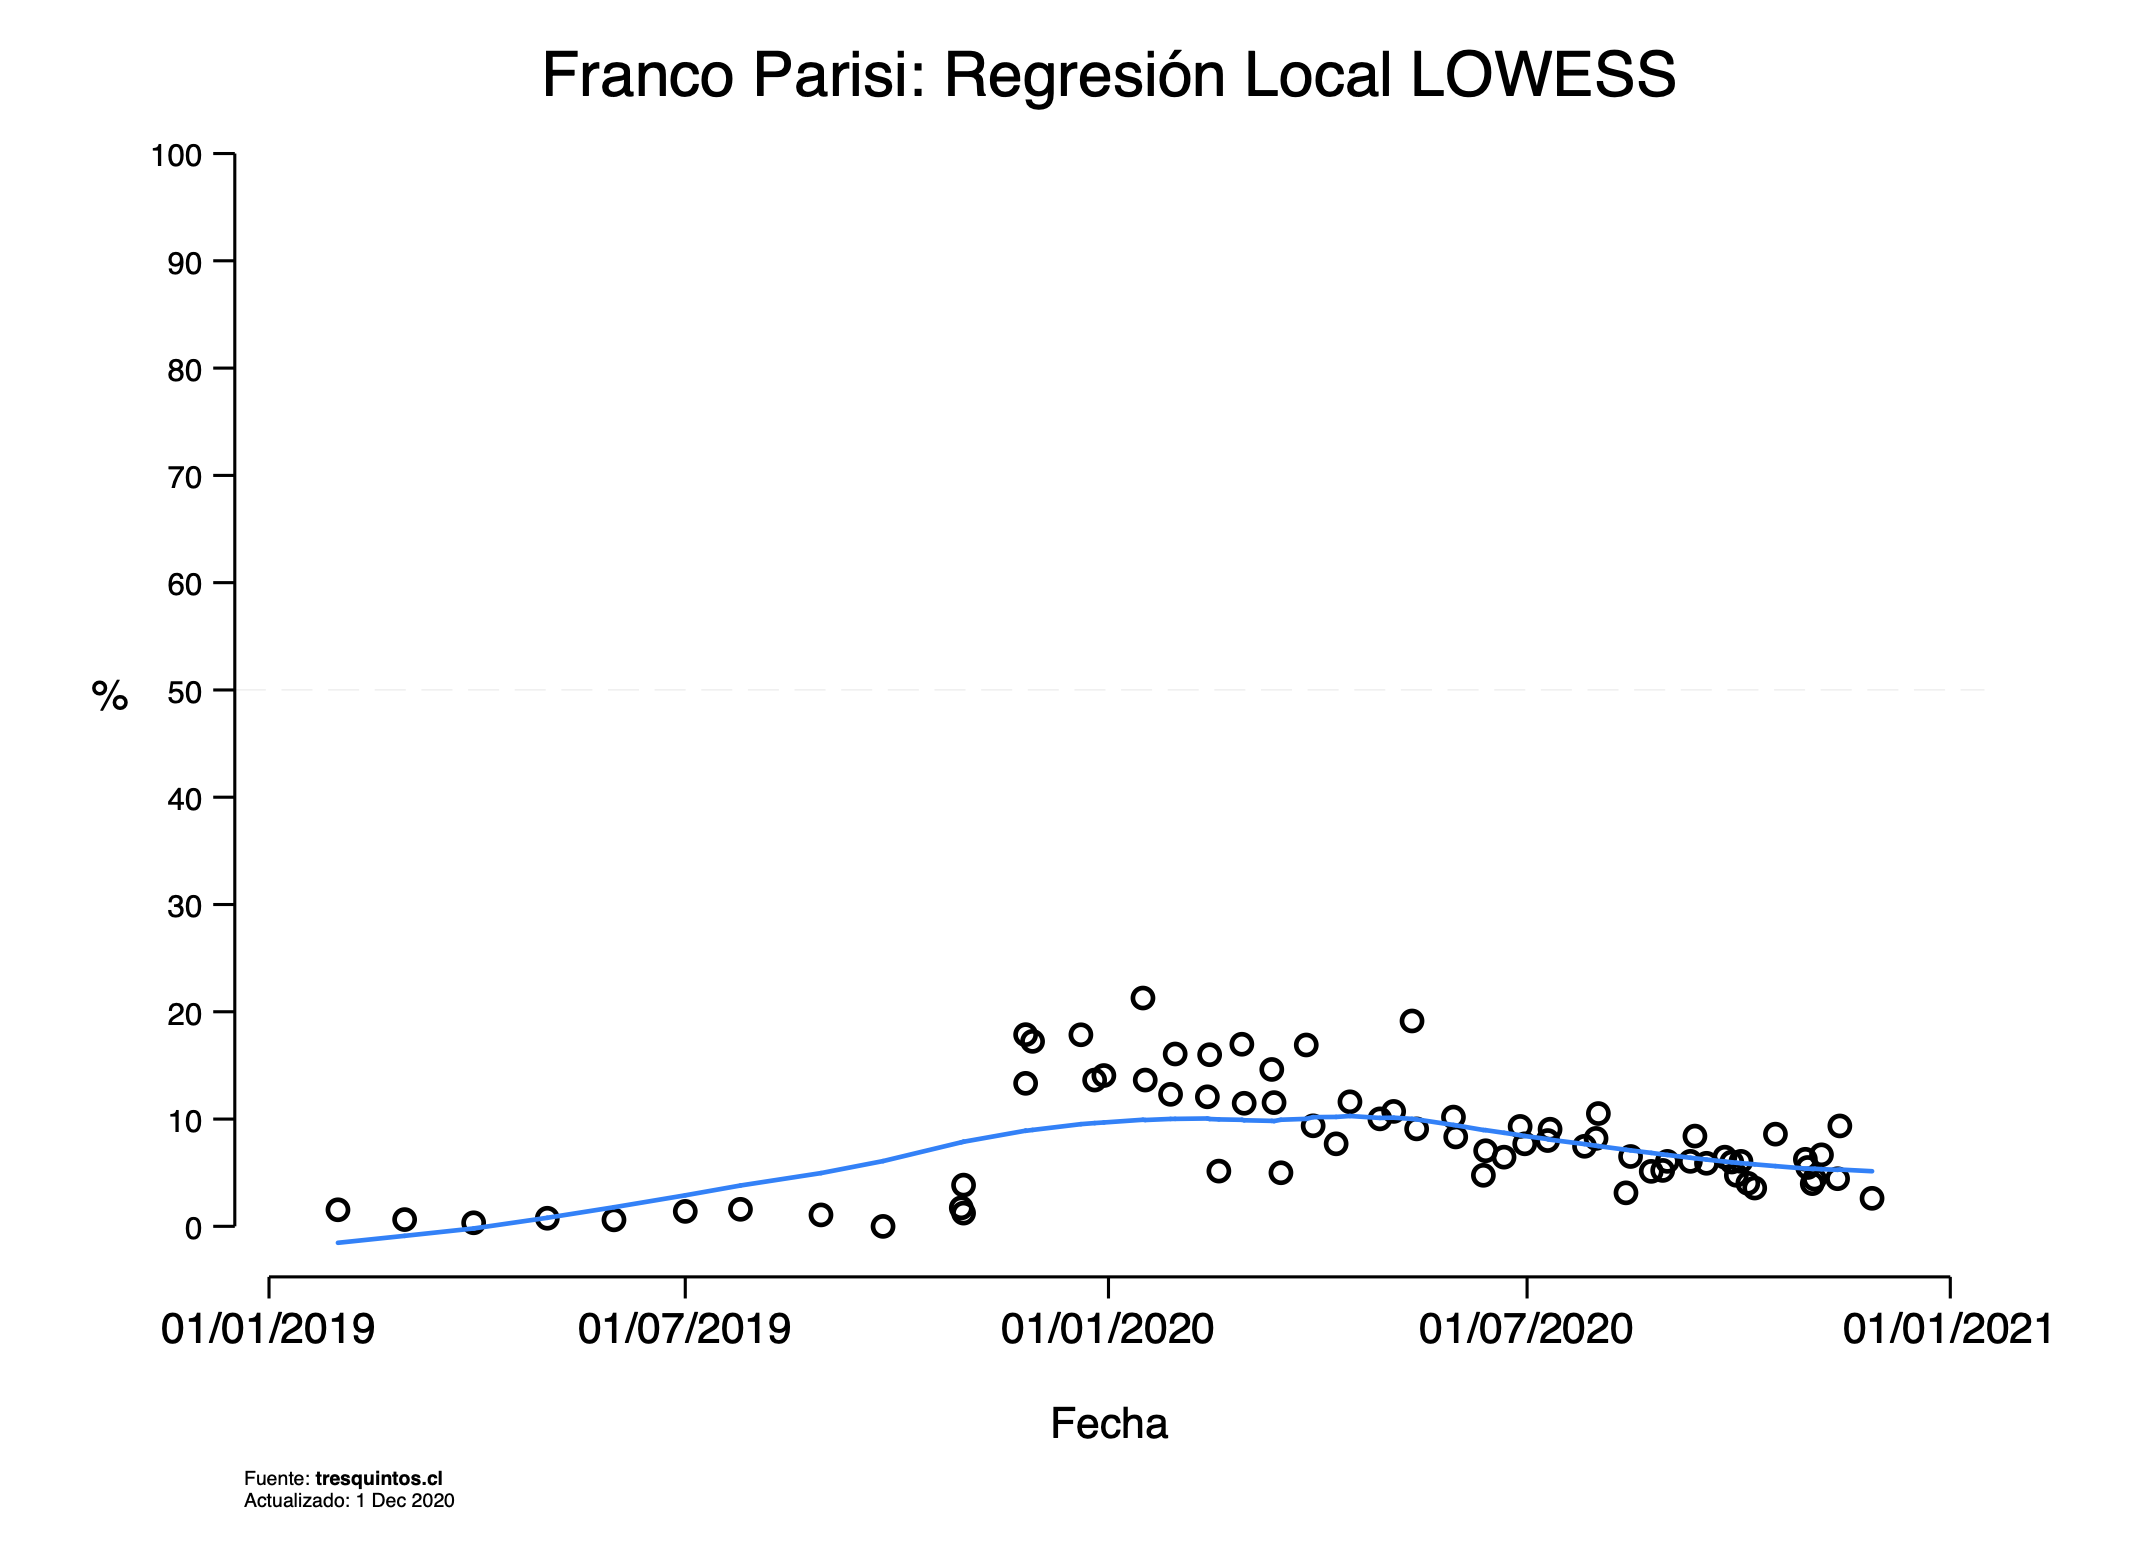 Franco Parisi: Regresión Local LOWESS
100
90
80
70
60
% 50
40
30
20
10
0
01/01/2019 01/07/2019 01/01/2020 01/07/2020 01/01/2021
Fecha
Fuente: tresquintos.cl
Actualizado: 1 Dec 2020